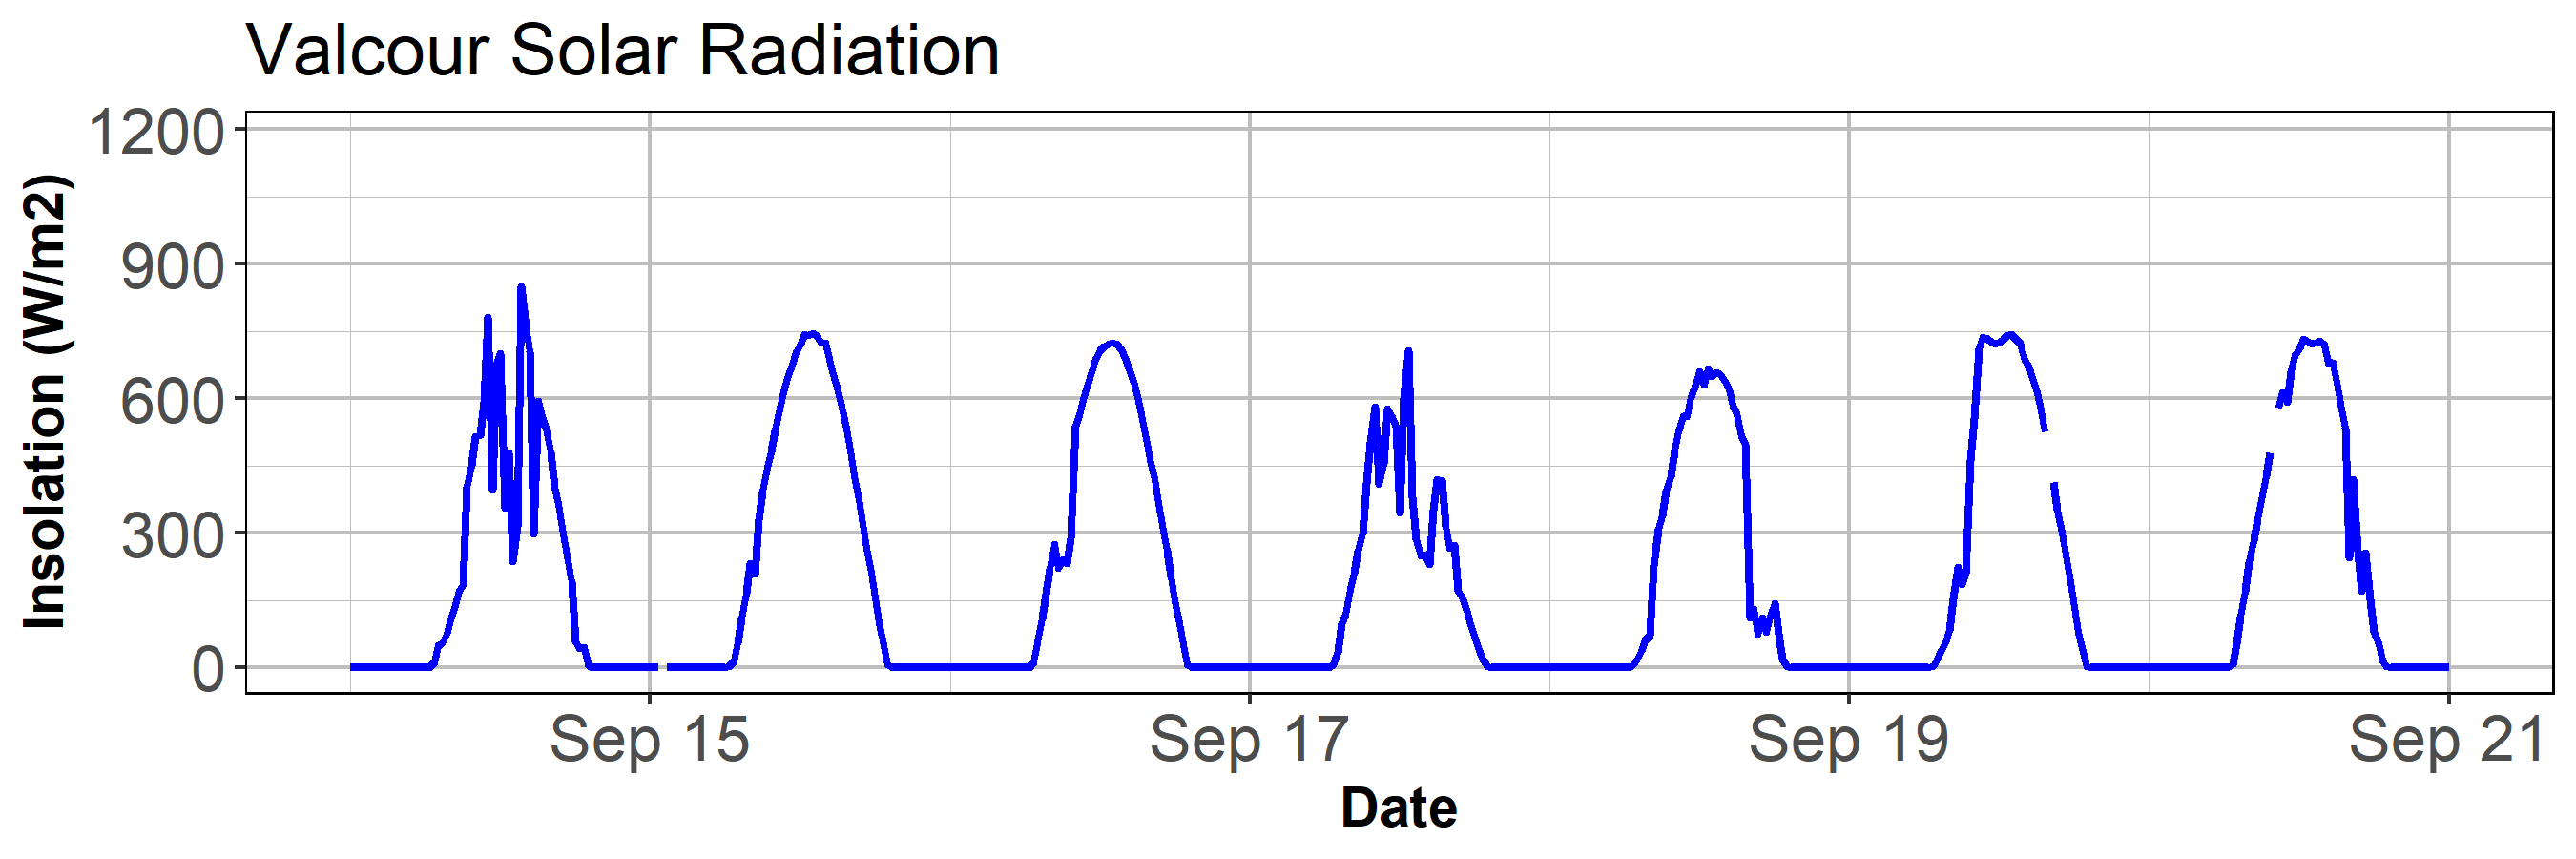 Valcour Solar Radiation
Insolation (W/m2)
1200
900
600
300
0
Sep 15
Sep 17
Sep 19
Sep 21
Date